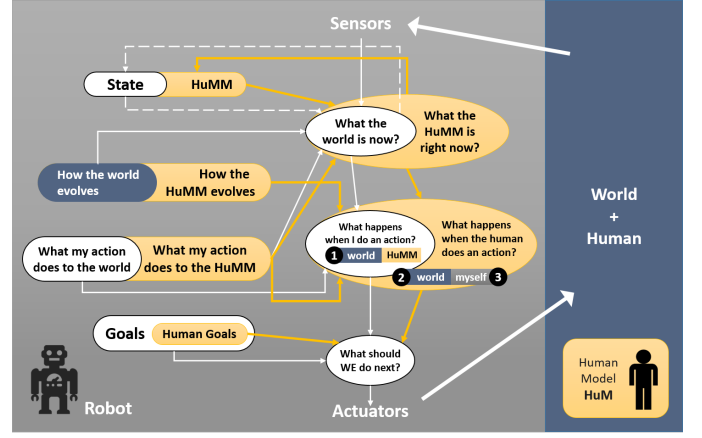 Sensors
State
HuMM
What the
world is now?
What the
HuMM is
right now?
How the world
evolves
How the
HuMM evolves
What my action
does to the world
What my action
does to the HuMM
What happens
when I do an action?
1 world HuMM
What happens
when the human
does an action?
2 world myself 3
Goals
Human Goals
What should
WE do next?
Actuators
Robot
World
+
Human
Human
Model
HuM